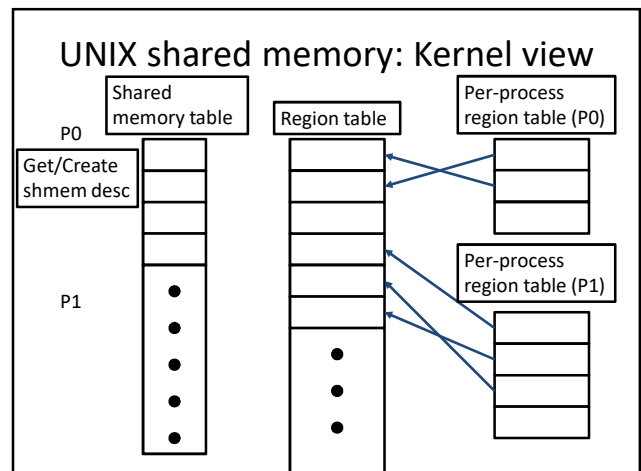 UNIX shared memory: Kernel view
Shared
memory table
Region table
Per-process
region table (P0)
P0
Get/Create
shmem desc
Per-process
region table (P1)
P1